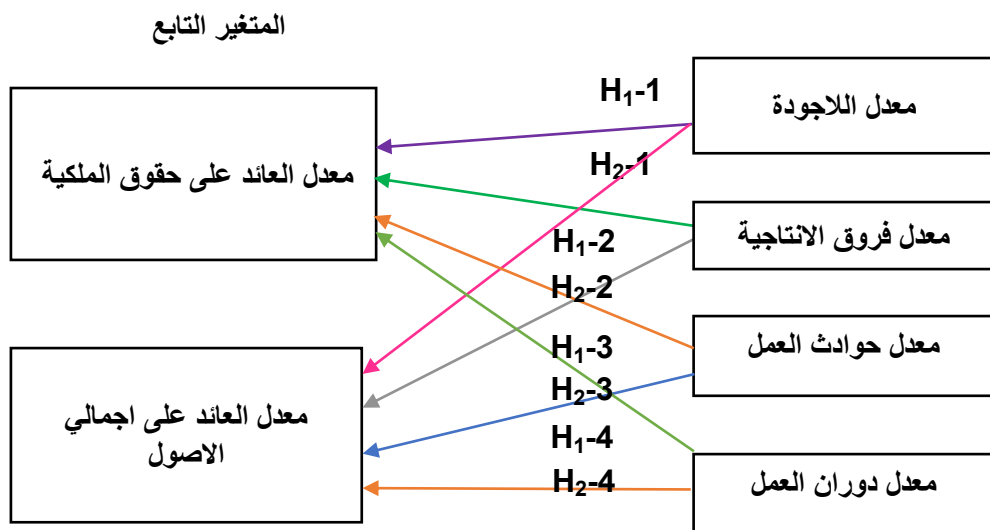 المتغير التابع
معدل اللاجودة
H₁-1
معدل العائد على حقوق الملكية
H₂-1
معدل فروق الانتاجية
H₁-2
H₂-2
معدل حوادث العمل
H₁-3
H₂-3
معدل العائد على اجمالي
الاصول
H₁-4
معدل دوران العمل
H₂-4